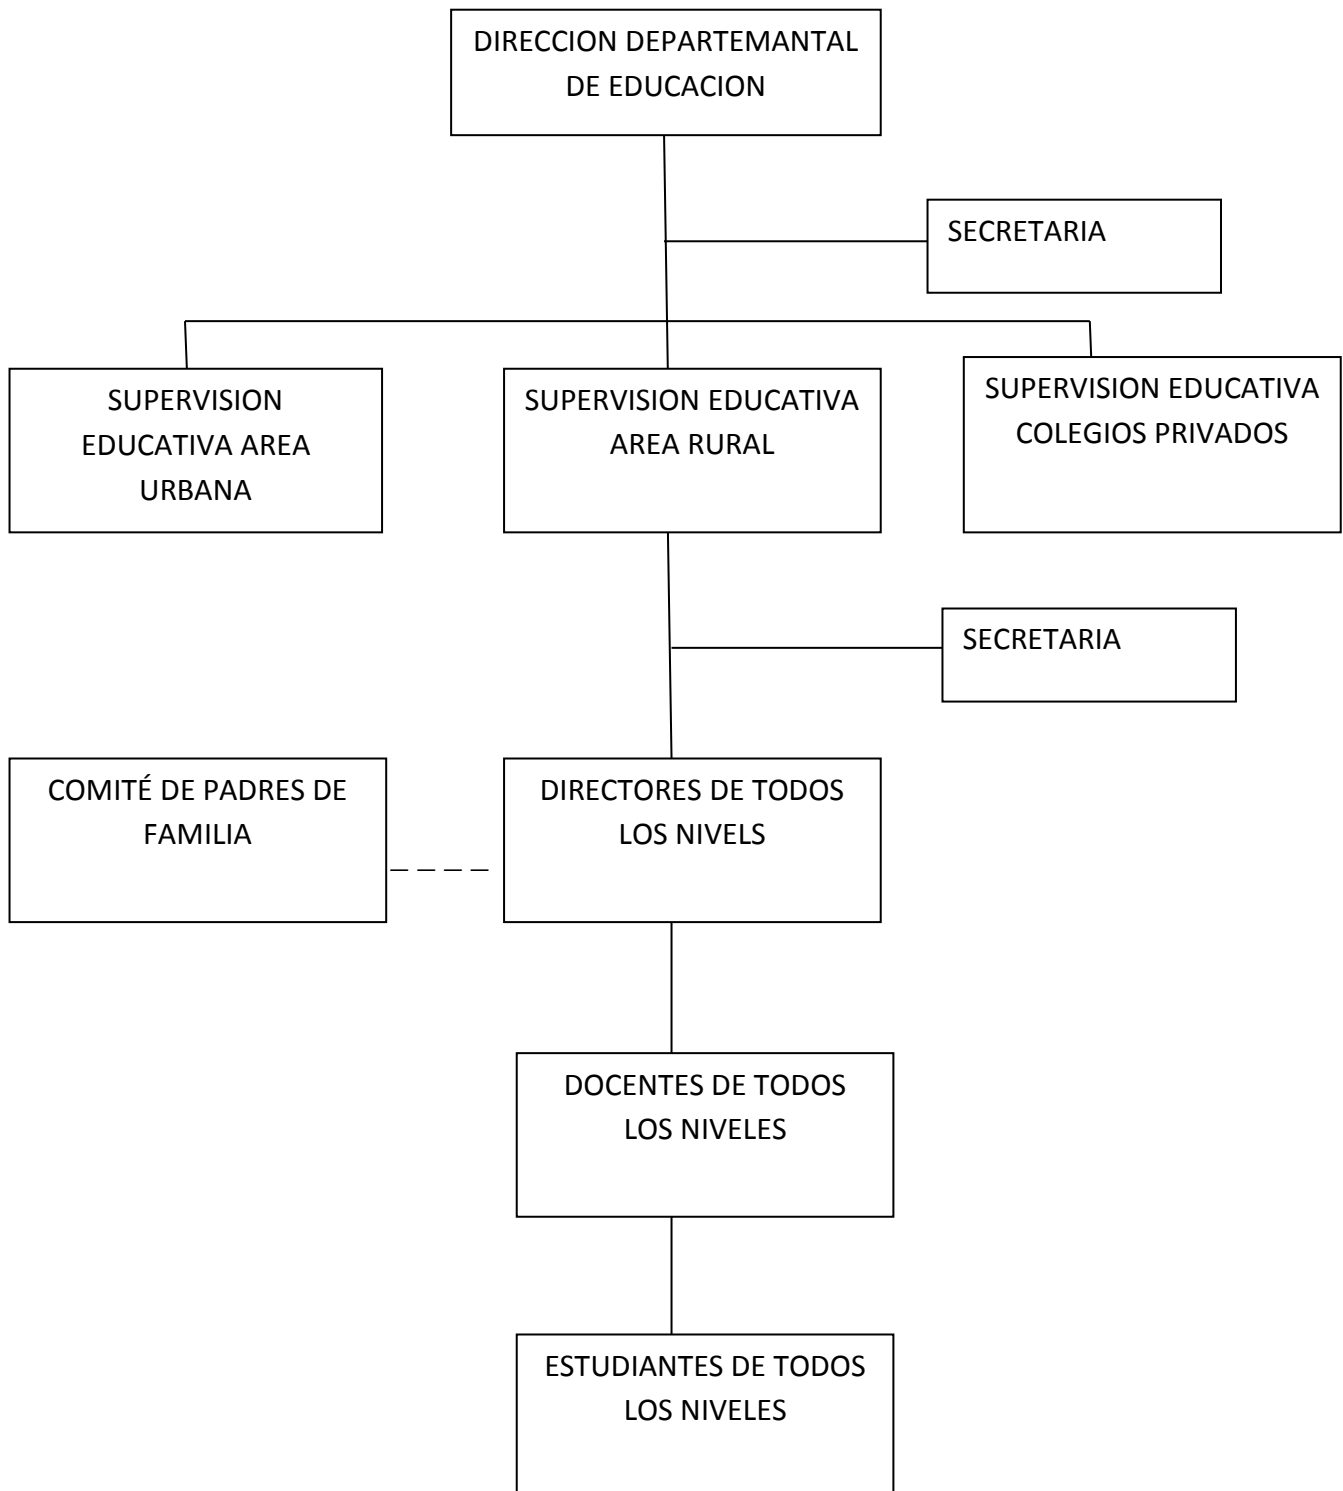 DIRECCION DEPARTEMANTAL
DE EDUCACION
SECRETARIA
SUPERVISION
EDUCATIVA AREA
URBANA
SUPERVISION EDUCATIVA
AREA RURAL
SUPERVISION EDUCATIVA
COLEGIOS PRIVADOS
SECRETARIA
COMITÉ DE PADRES DE
FAMILIA
DIRECTORES DE TODOS
LOS NIVELS
DOCENTES DE TODOS
LOS NIVELES
ESTUDIANTES DE TODOS
LOS NIVELES